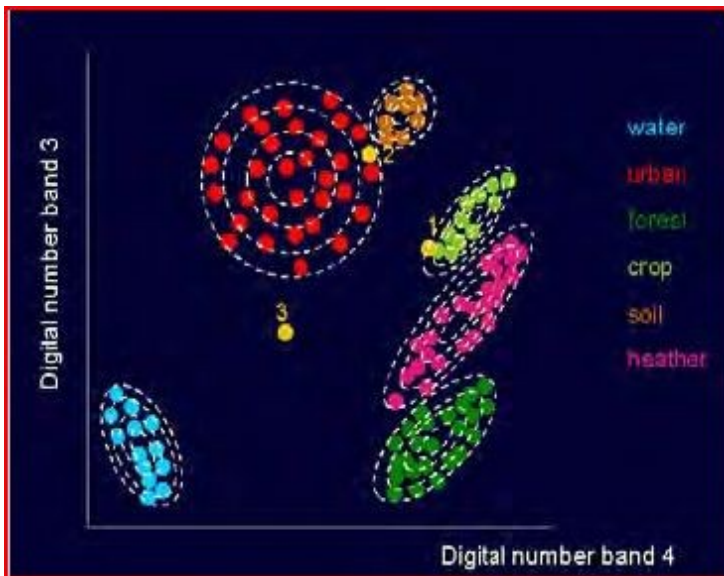 Digital number band 3
2
1
3
water
urban
forest
crop
soil
heather
Digital number band 4